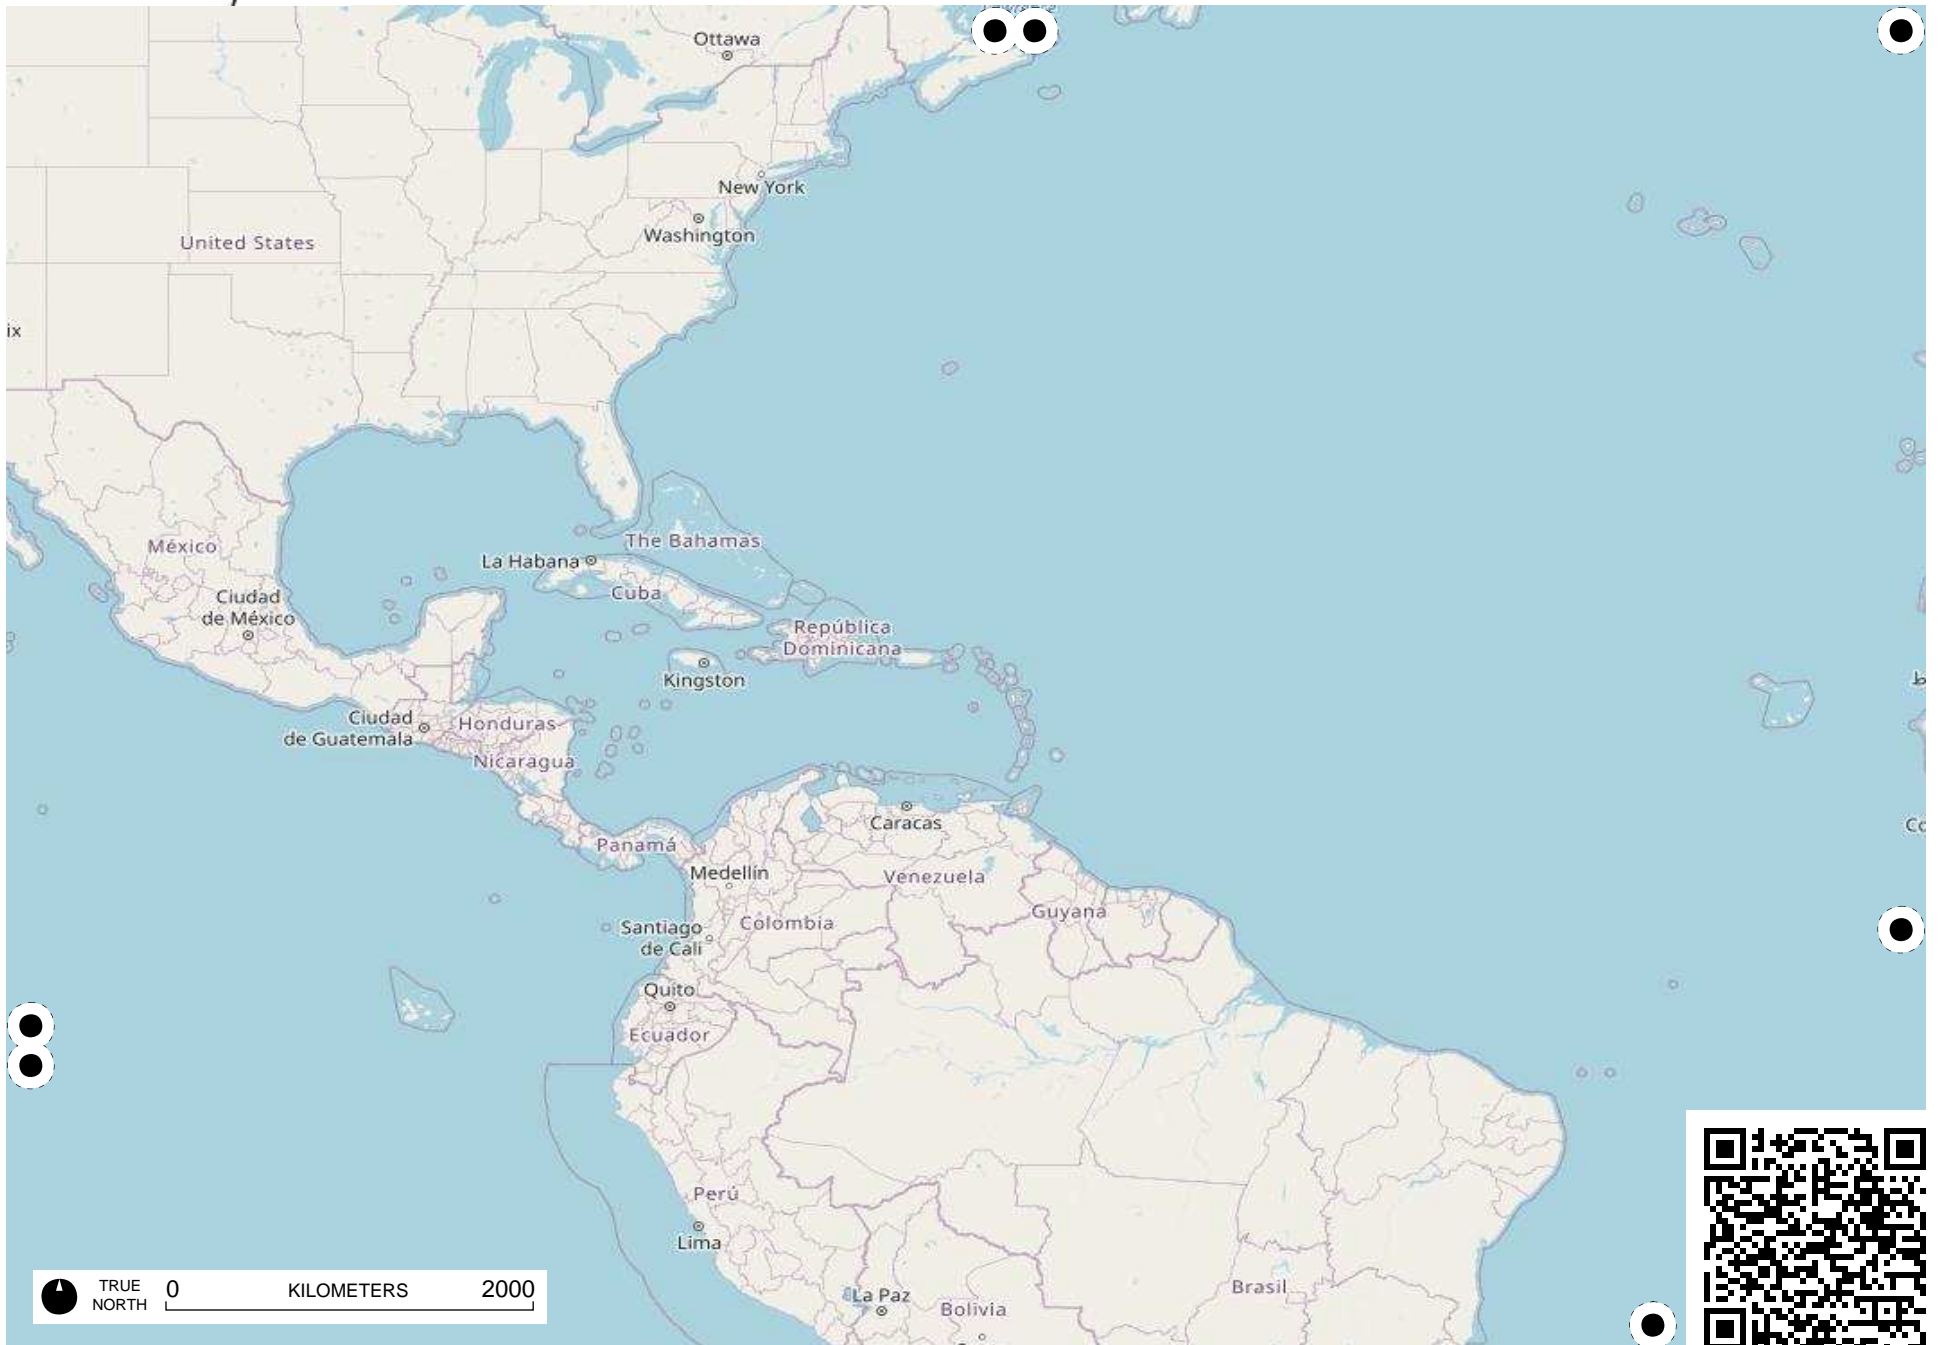 Ottawa
New York
Washington
United States
ix
The Bahamas
La Habana
México
Cuba
Ciudad
de México
República
Dominicana
Kingston
Ciudad
de Guatemala
Honduras
Nicaragua
Caracas
Panamá
Medellín
Venezuela
Guyana
Colombia
Santiago
de Cali
Quito
Ecuador
Perú
Lima
La Paz
Bolivia
Brasil
Co
TRUE
NORTH
0 KILOMETERS 2000